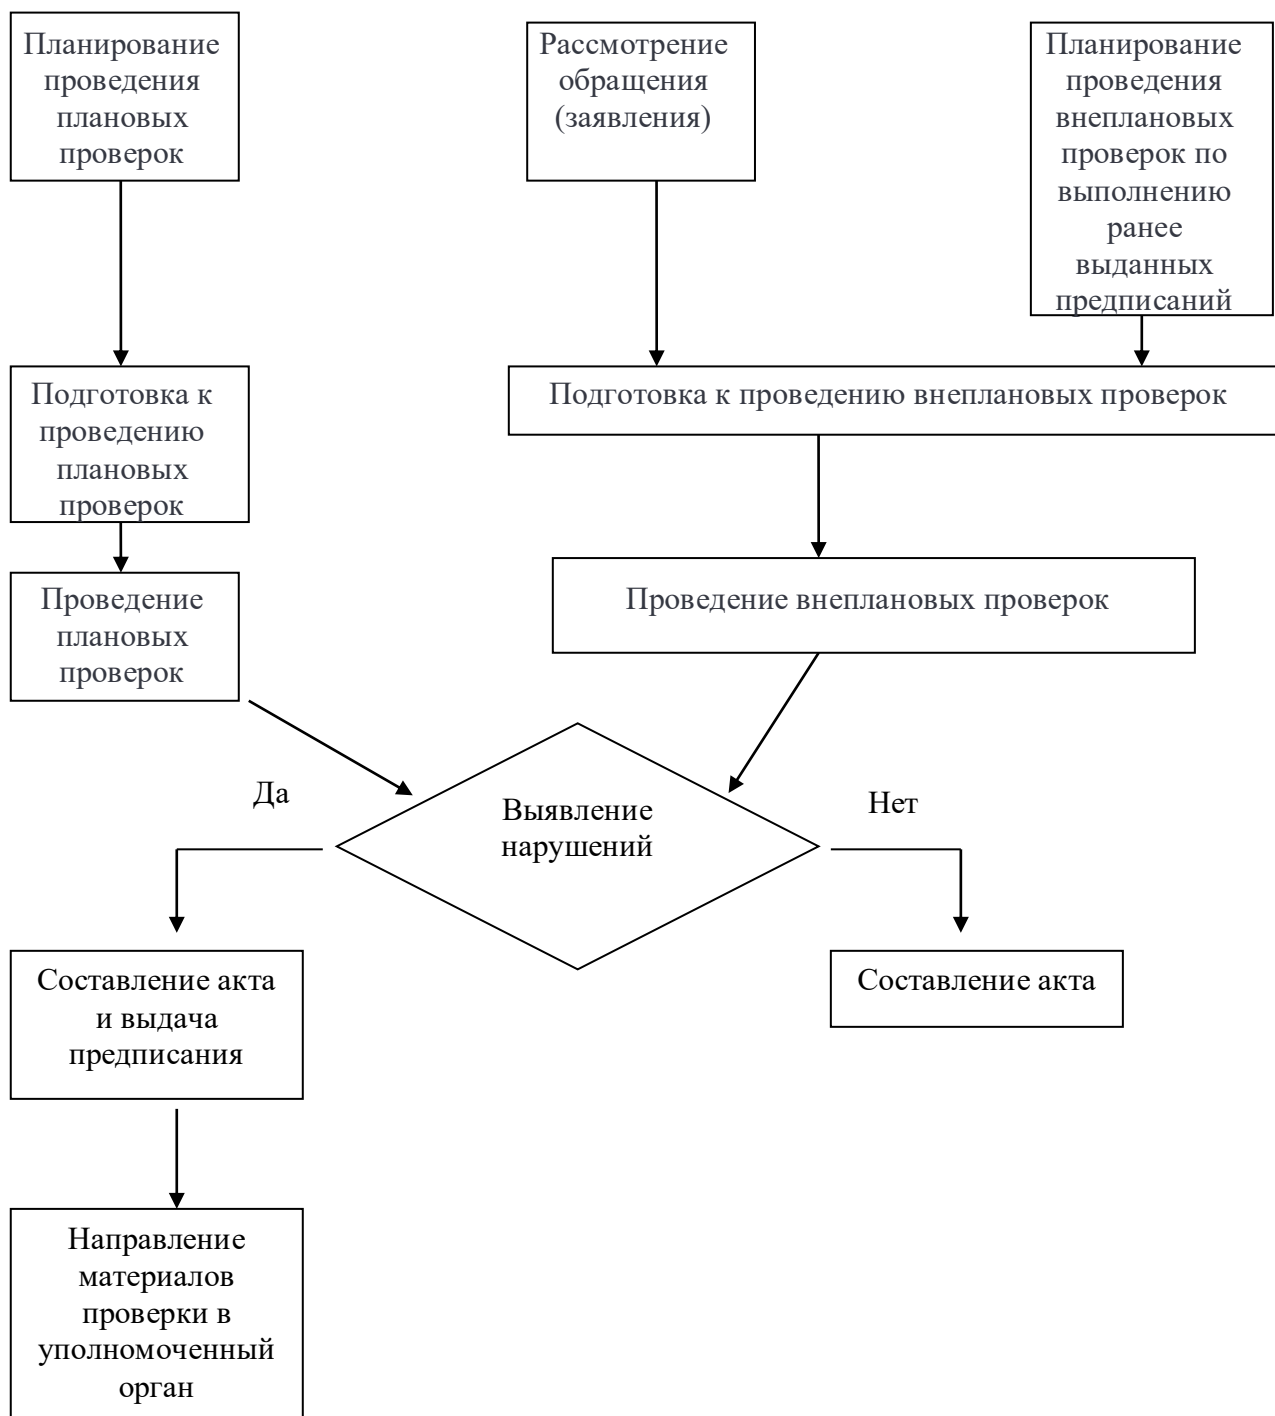 Планирование
проведения
плановых
проверок
Рассмотрение
обращения
(заявления)
Планирование
проведения
внеплановых
проверок по
выполнению
ранее
выданных
предписаний
Подготовка к
проведению
плановых
проверок
Подготовка к проведению внеплановых проверок
Проведение
плановых
проверок
Проведение внеплановых проверок
Да
Выявление
нарушений
Нет
Составление акта
и выдача
предписания
Составление акта
Направление
материалов
проверки в
уполномоченный
орган